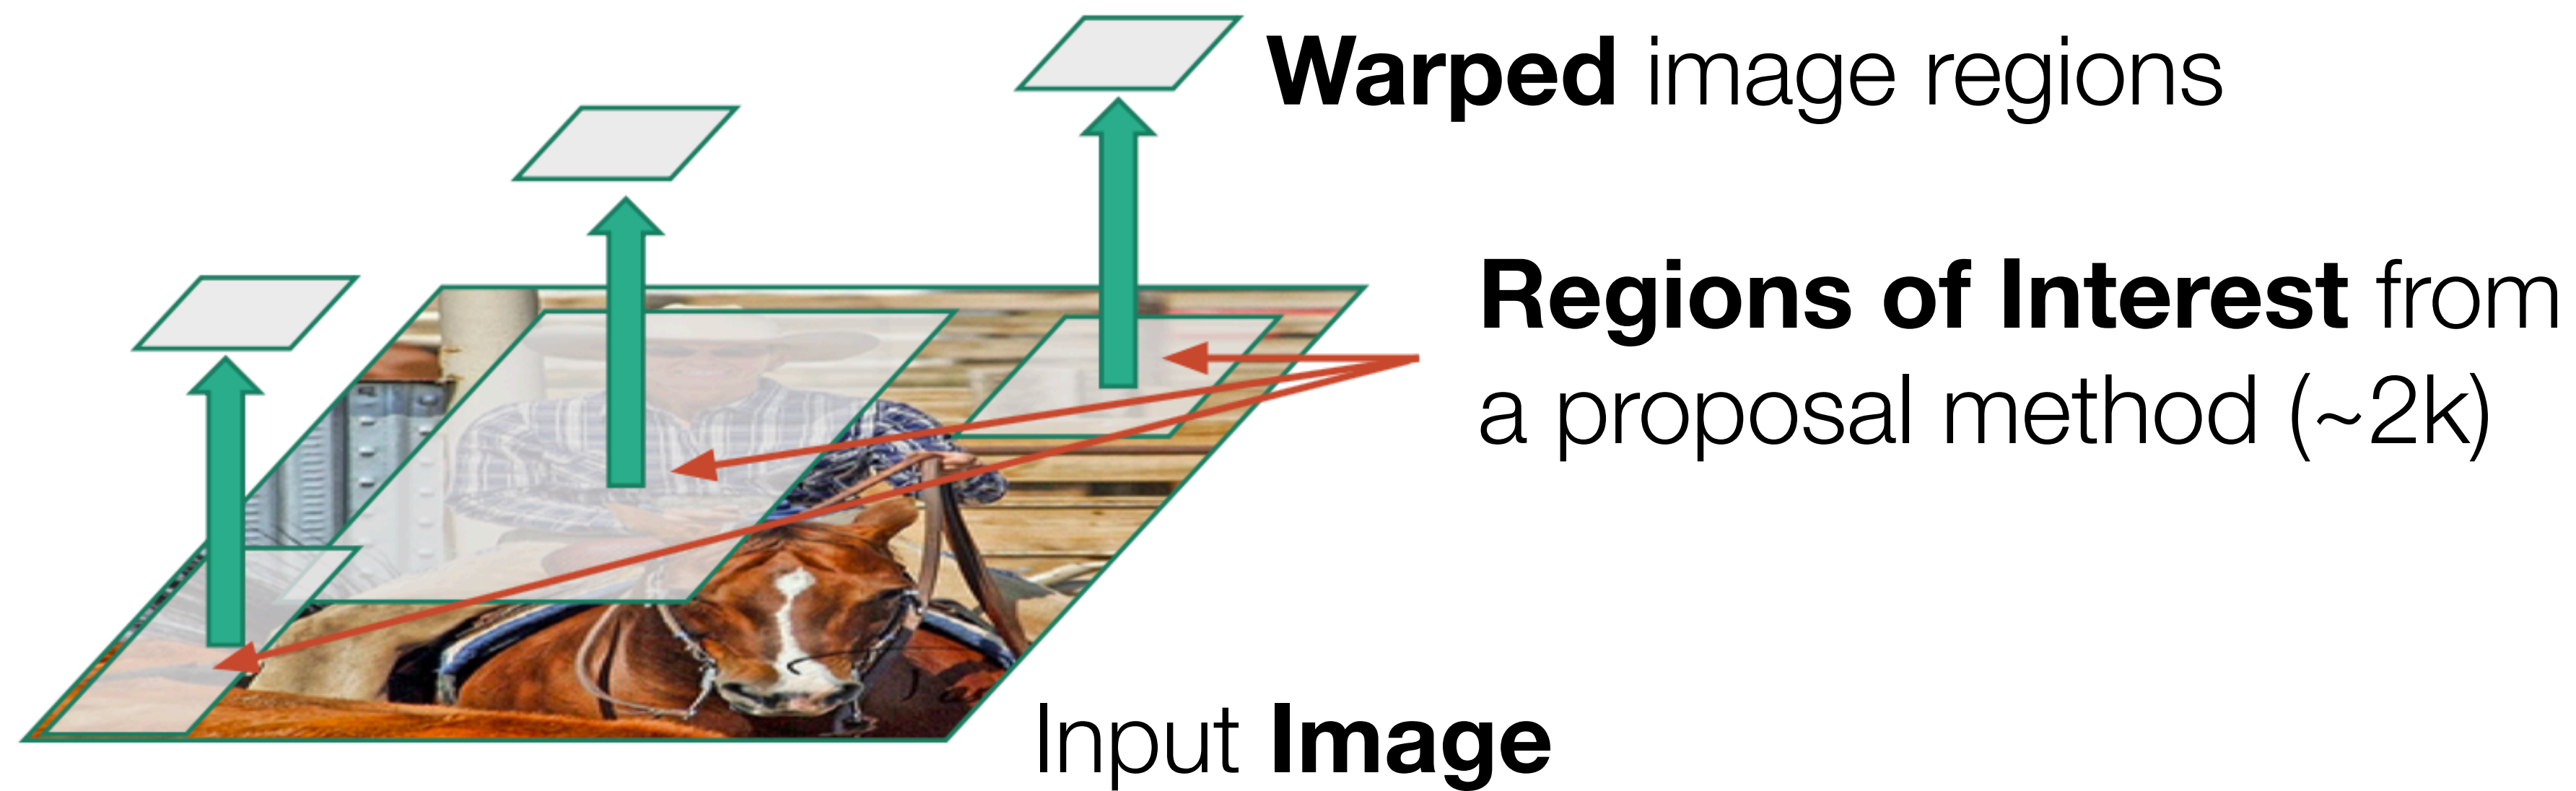 Warped image regions
Regions of Interest from
a proposal method (~2k)
Input Image